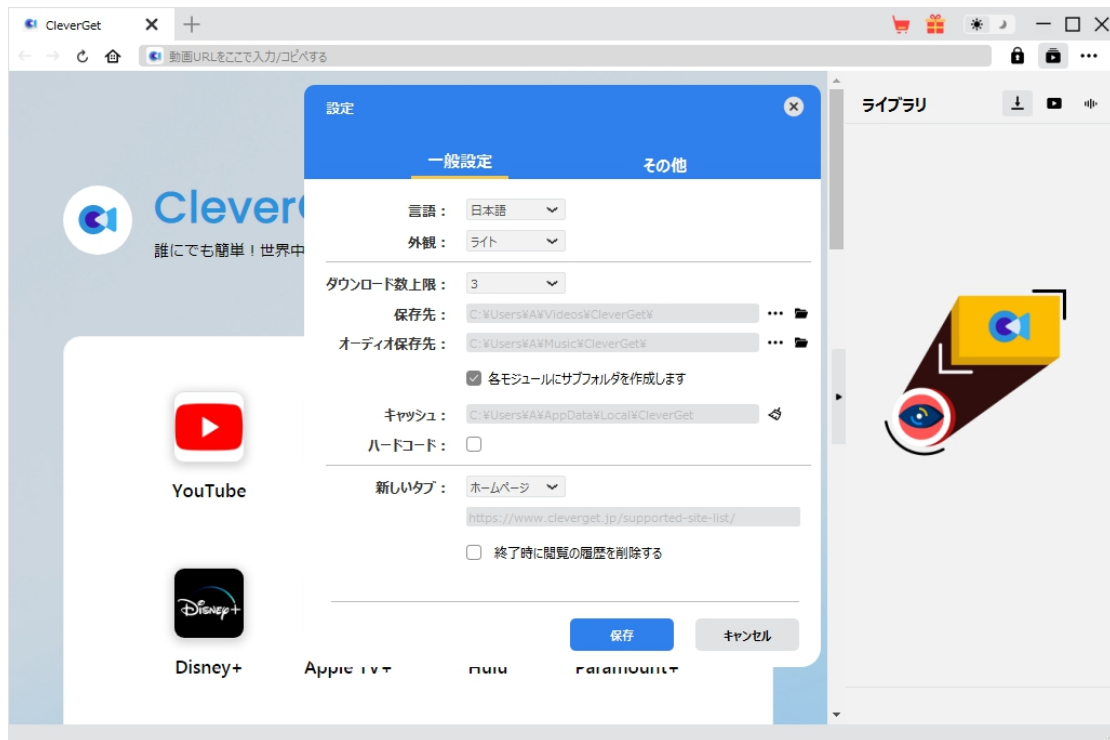 CleverGet
動画URLをここで入力/コピペする
設定
ライブラリ
一般設定
その他
Clever
誰にでも簡単！世界中
言語：
日本語
外観：
ライト
ダウンロード数上限：
3
保存先：
C:¥Users¥A¥Videos¥CleverGet¥
オーディオ保存先：
C:¥Users¥A¥Music¥CleverGet¥
各モジュールにサブフォルダを作成します
キャッシュ：
C:¥Users¥A¥AppData¥Local¥CleverGet
ハードコード：
新しいタブ：
ホームページ
https://www.cleverget.jp/supported-site-list/
終了時に閲覧の履歴を削除する
YouTube
Disney+
保存
キャンセル
Disney+
Apple TV+
Hulu
Paramount+